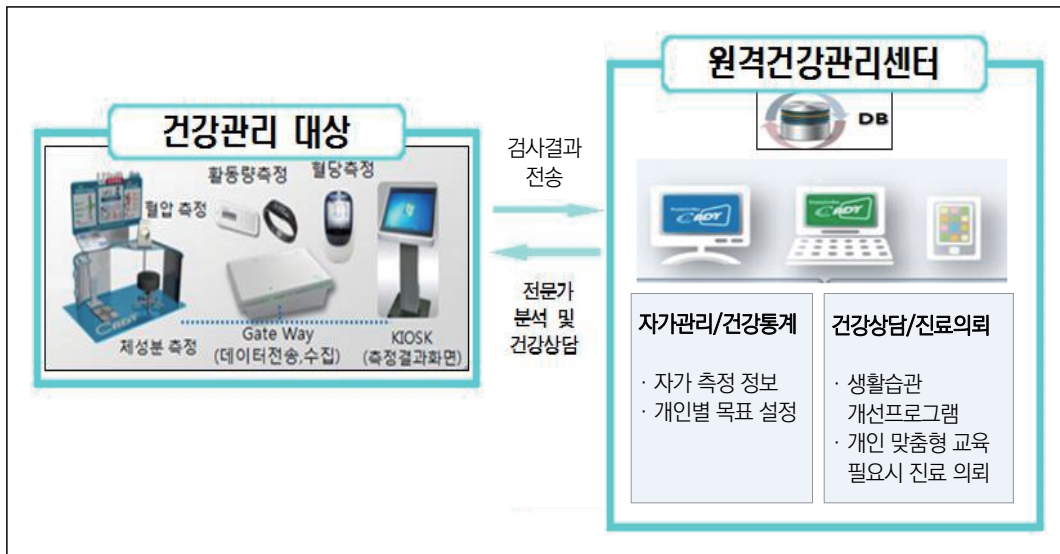 원격건강관리센터
DB
건강관리 대상
활동량측정
혈당측정
혈압 측정
제성분 측정
Gate Way
(데이터전송,수집)
KIOSK
(측정결과화면)
검사결과
전송
전문가
분석 및
건강상담
자가관리/건강통계
· 자가 측정 정보
· 개인별 목표 설정
건강상담/진료의뢰
· 생활습관
개선프로그램
· 개인 맞춤형 교육
필요시 진료 의뢰